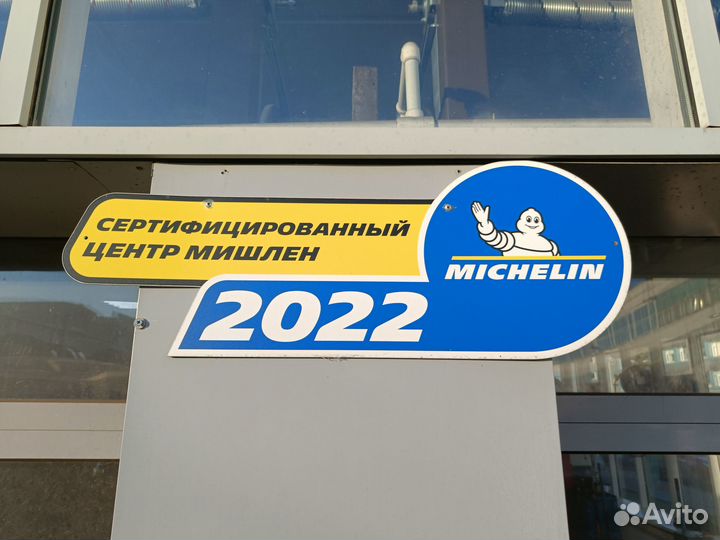 СЕРТИФИЦИРОВАННЫЙ
ЦЕНТР МИШЛЕН
MICHELIN
2022
Avito